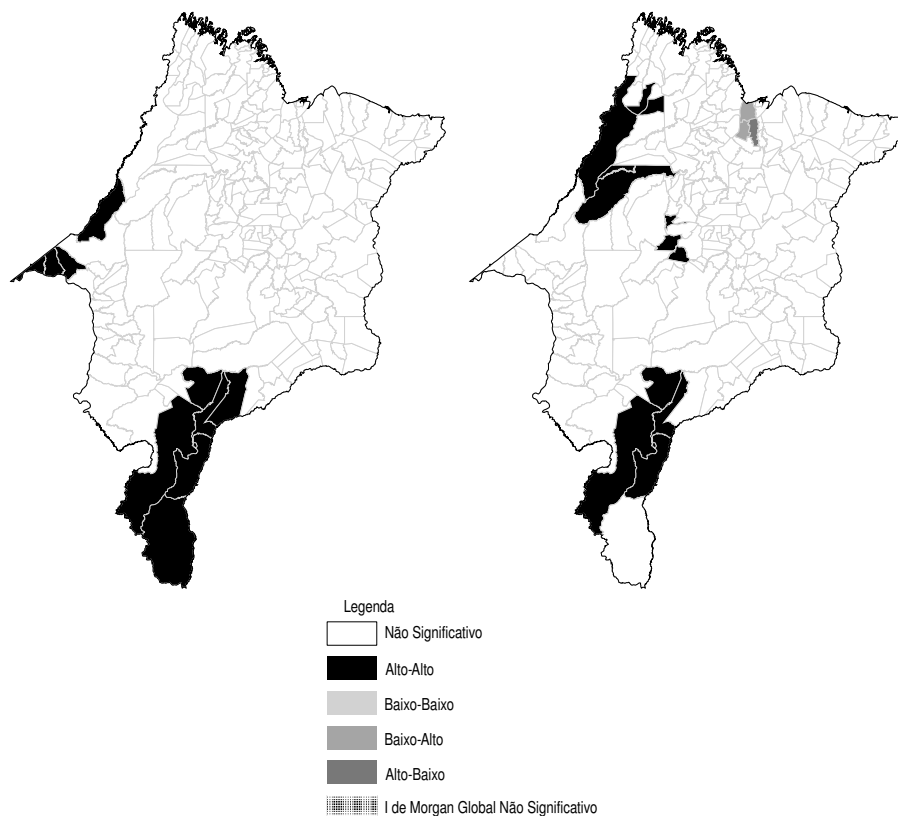 Legenda
Não Significativo
Alto-Alto
Baixo-Baixo
Baixo-Alto
Alto-Baixo
I de Morgan Global Não Significativo